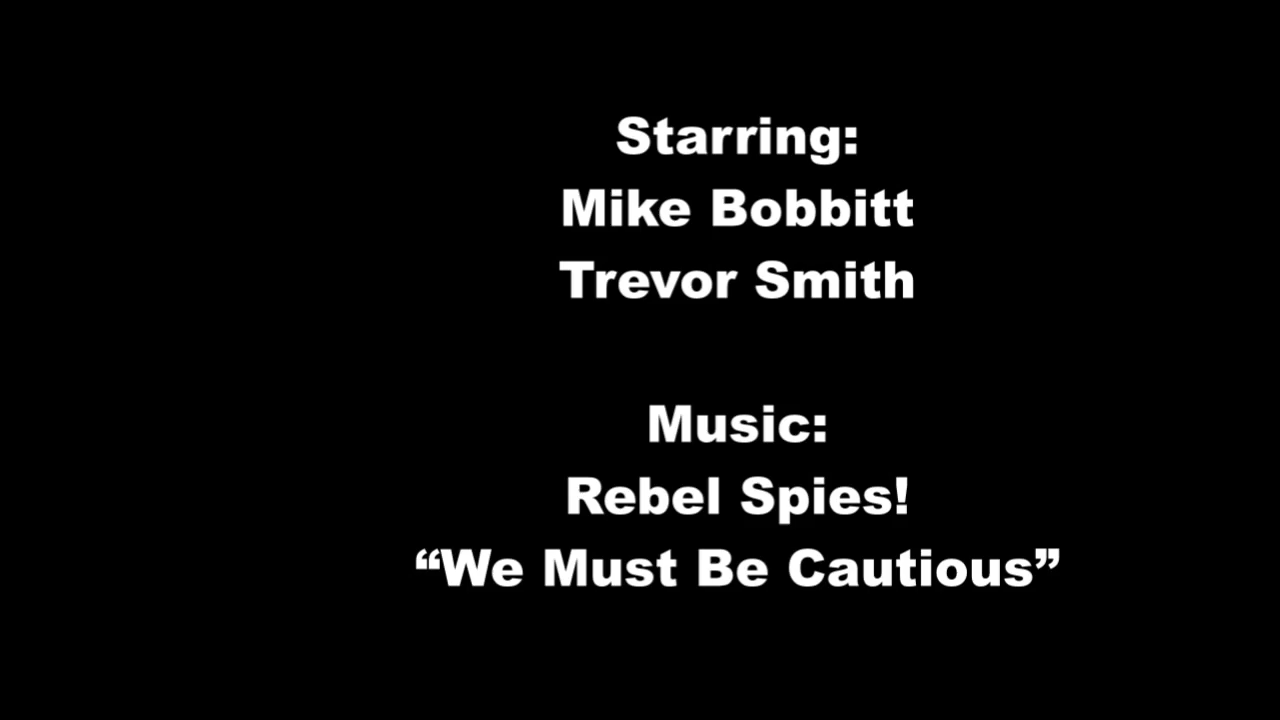 Starring:
Mike Bobbitt
Trevor Smith
Music:
Rebel Spies!
“We Must Be Cautious”